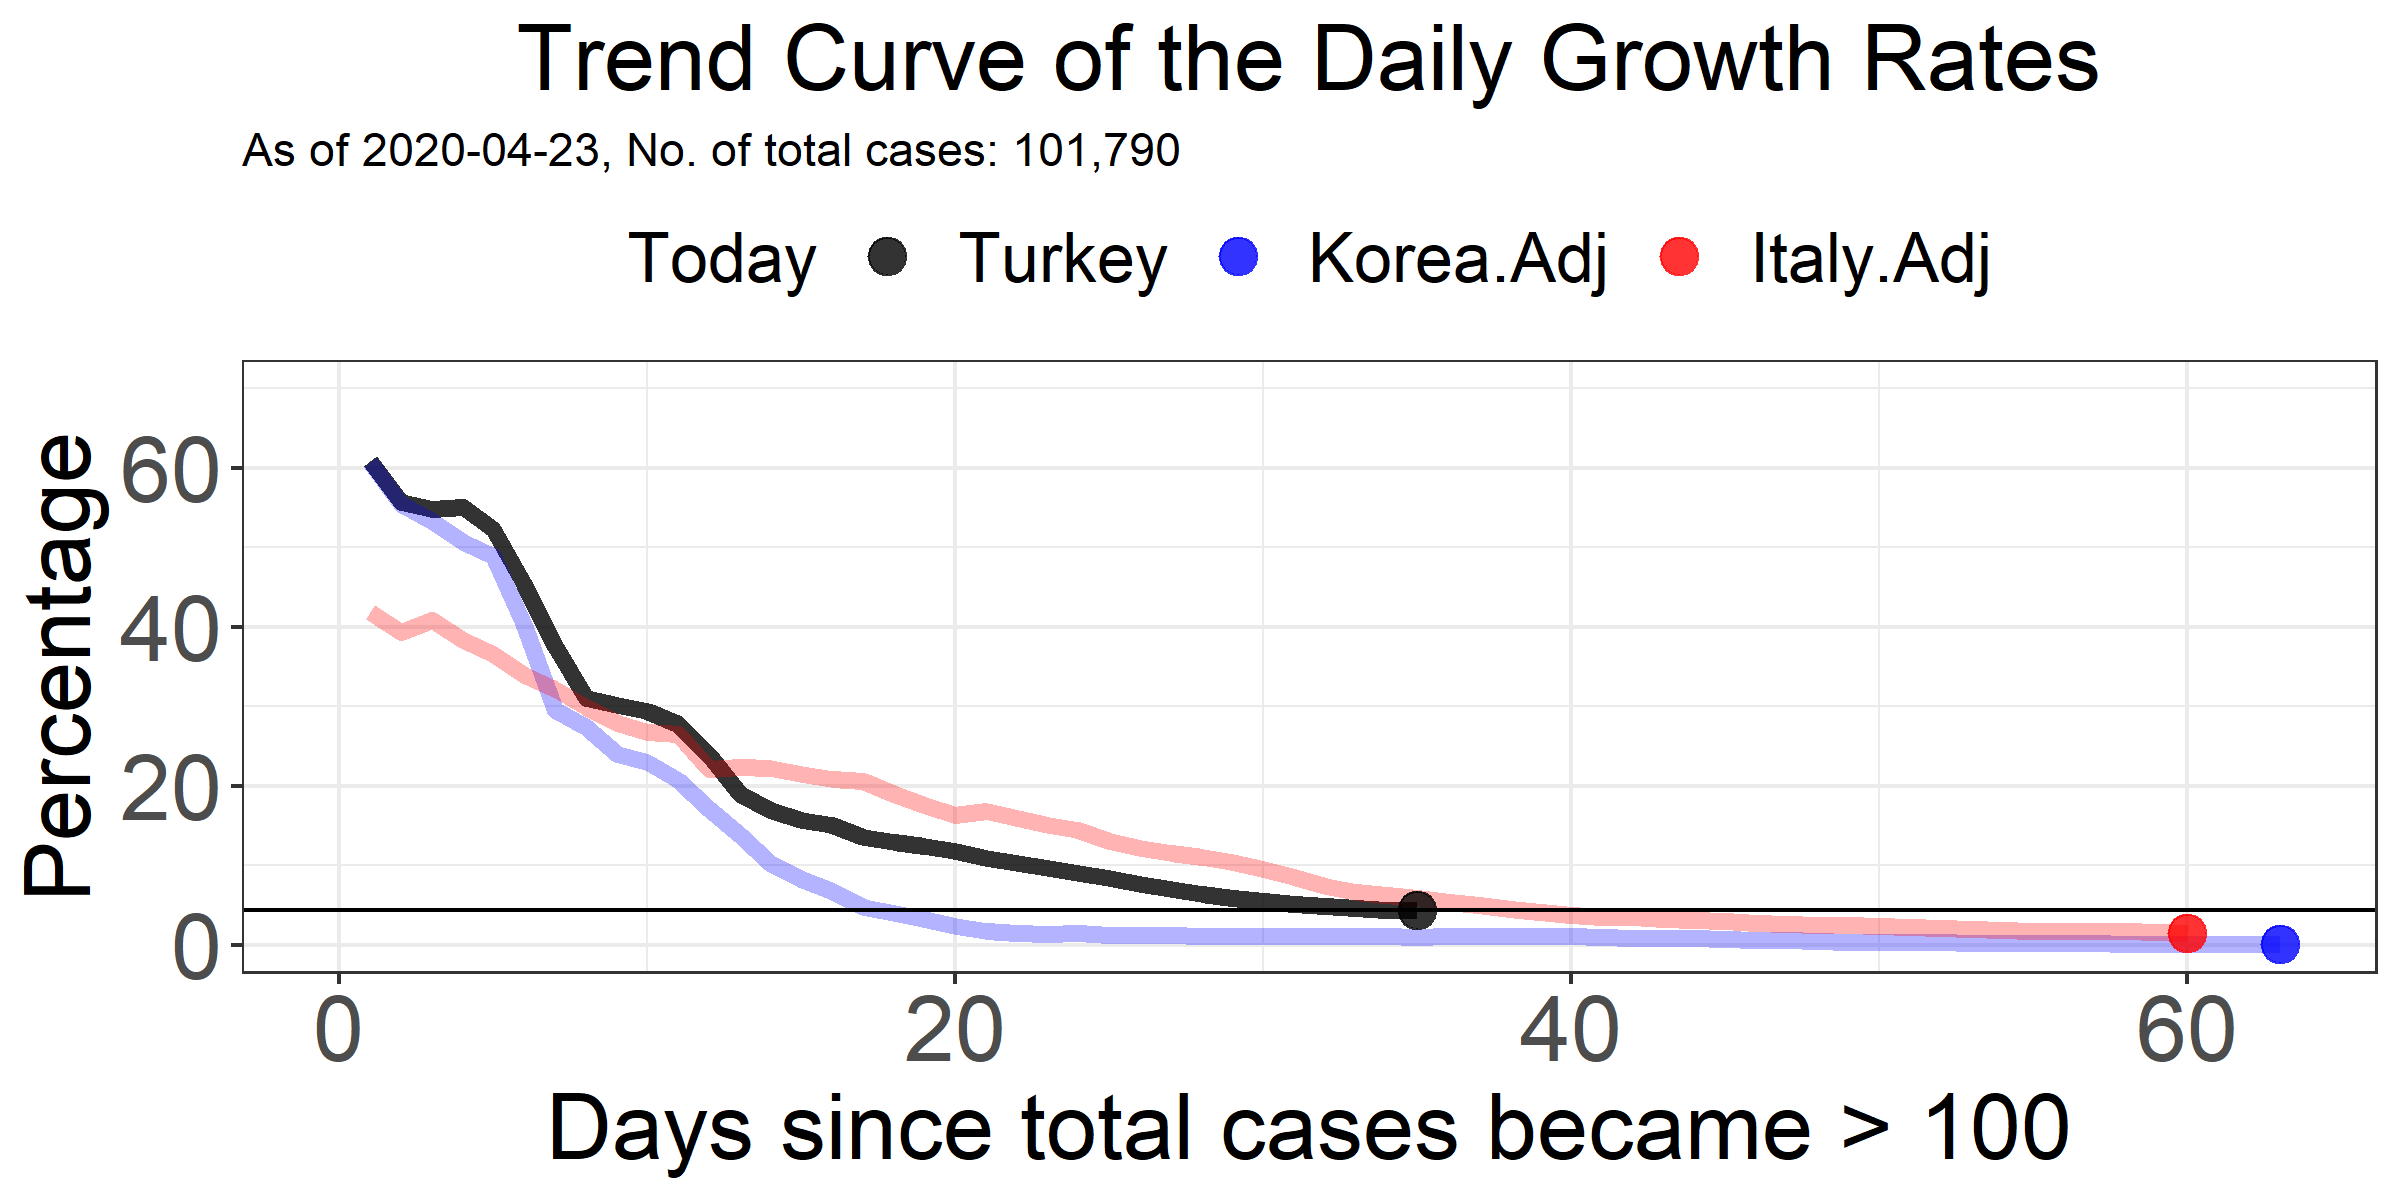 Trend Curve of the Daily Growth Rates
As of 2020-04-23, No. of total cases: 101,790
Today Turkey Korea.Adj Italy.Adj
Percentage
60
40
20
0
0 20 40 60
Days since total cases became > 100